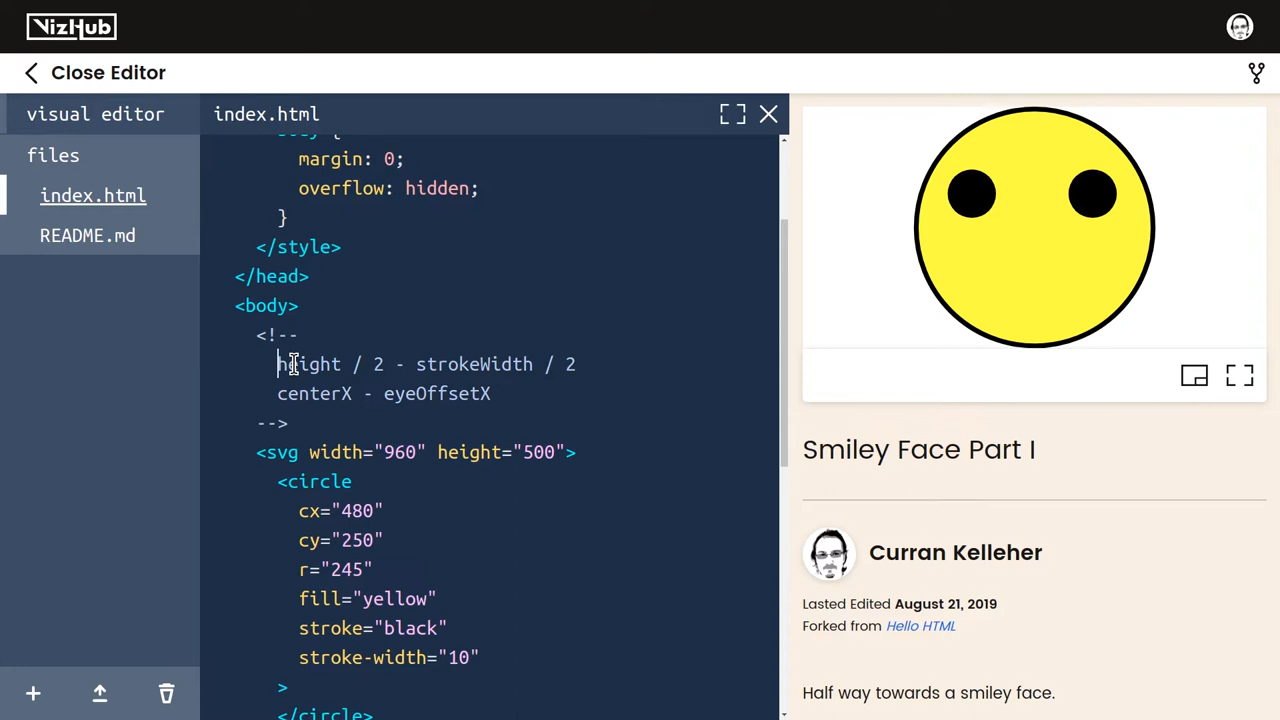 VizHub
Close Editor
visual editor
files
index.html
README.md
index.html
body {
margin: 0;
overflow: hidden;
}
</style>
</head>
<body>
<!--
height / 2 - strokeWidth / 2
centerX - eyeOffsetX
-->
<svg width="960" height="500">
<circle
cx="480"
cy="250"
r="245"
fill="yellow"
stroke="black"
stroke-width="10"
>
</circle>
Smiley Face Part I
Curran Kelleher
Lasted Edited August 21, 2019
Forked from Hello HTML
Half way towards a smiley face.